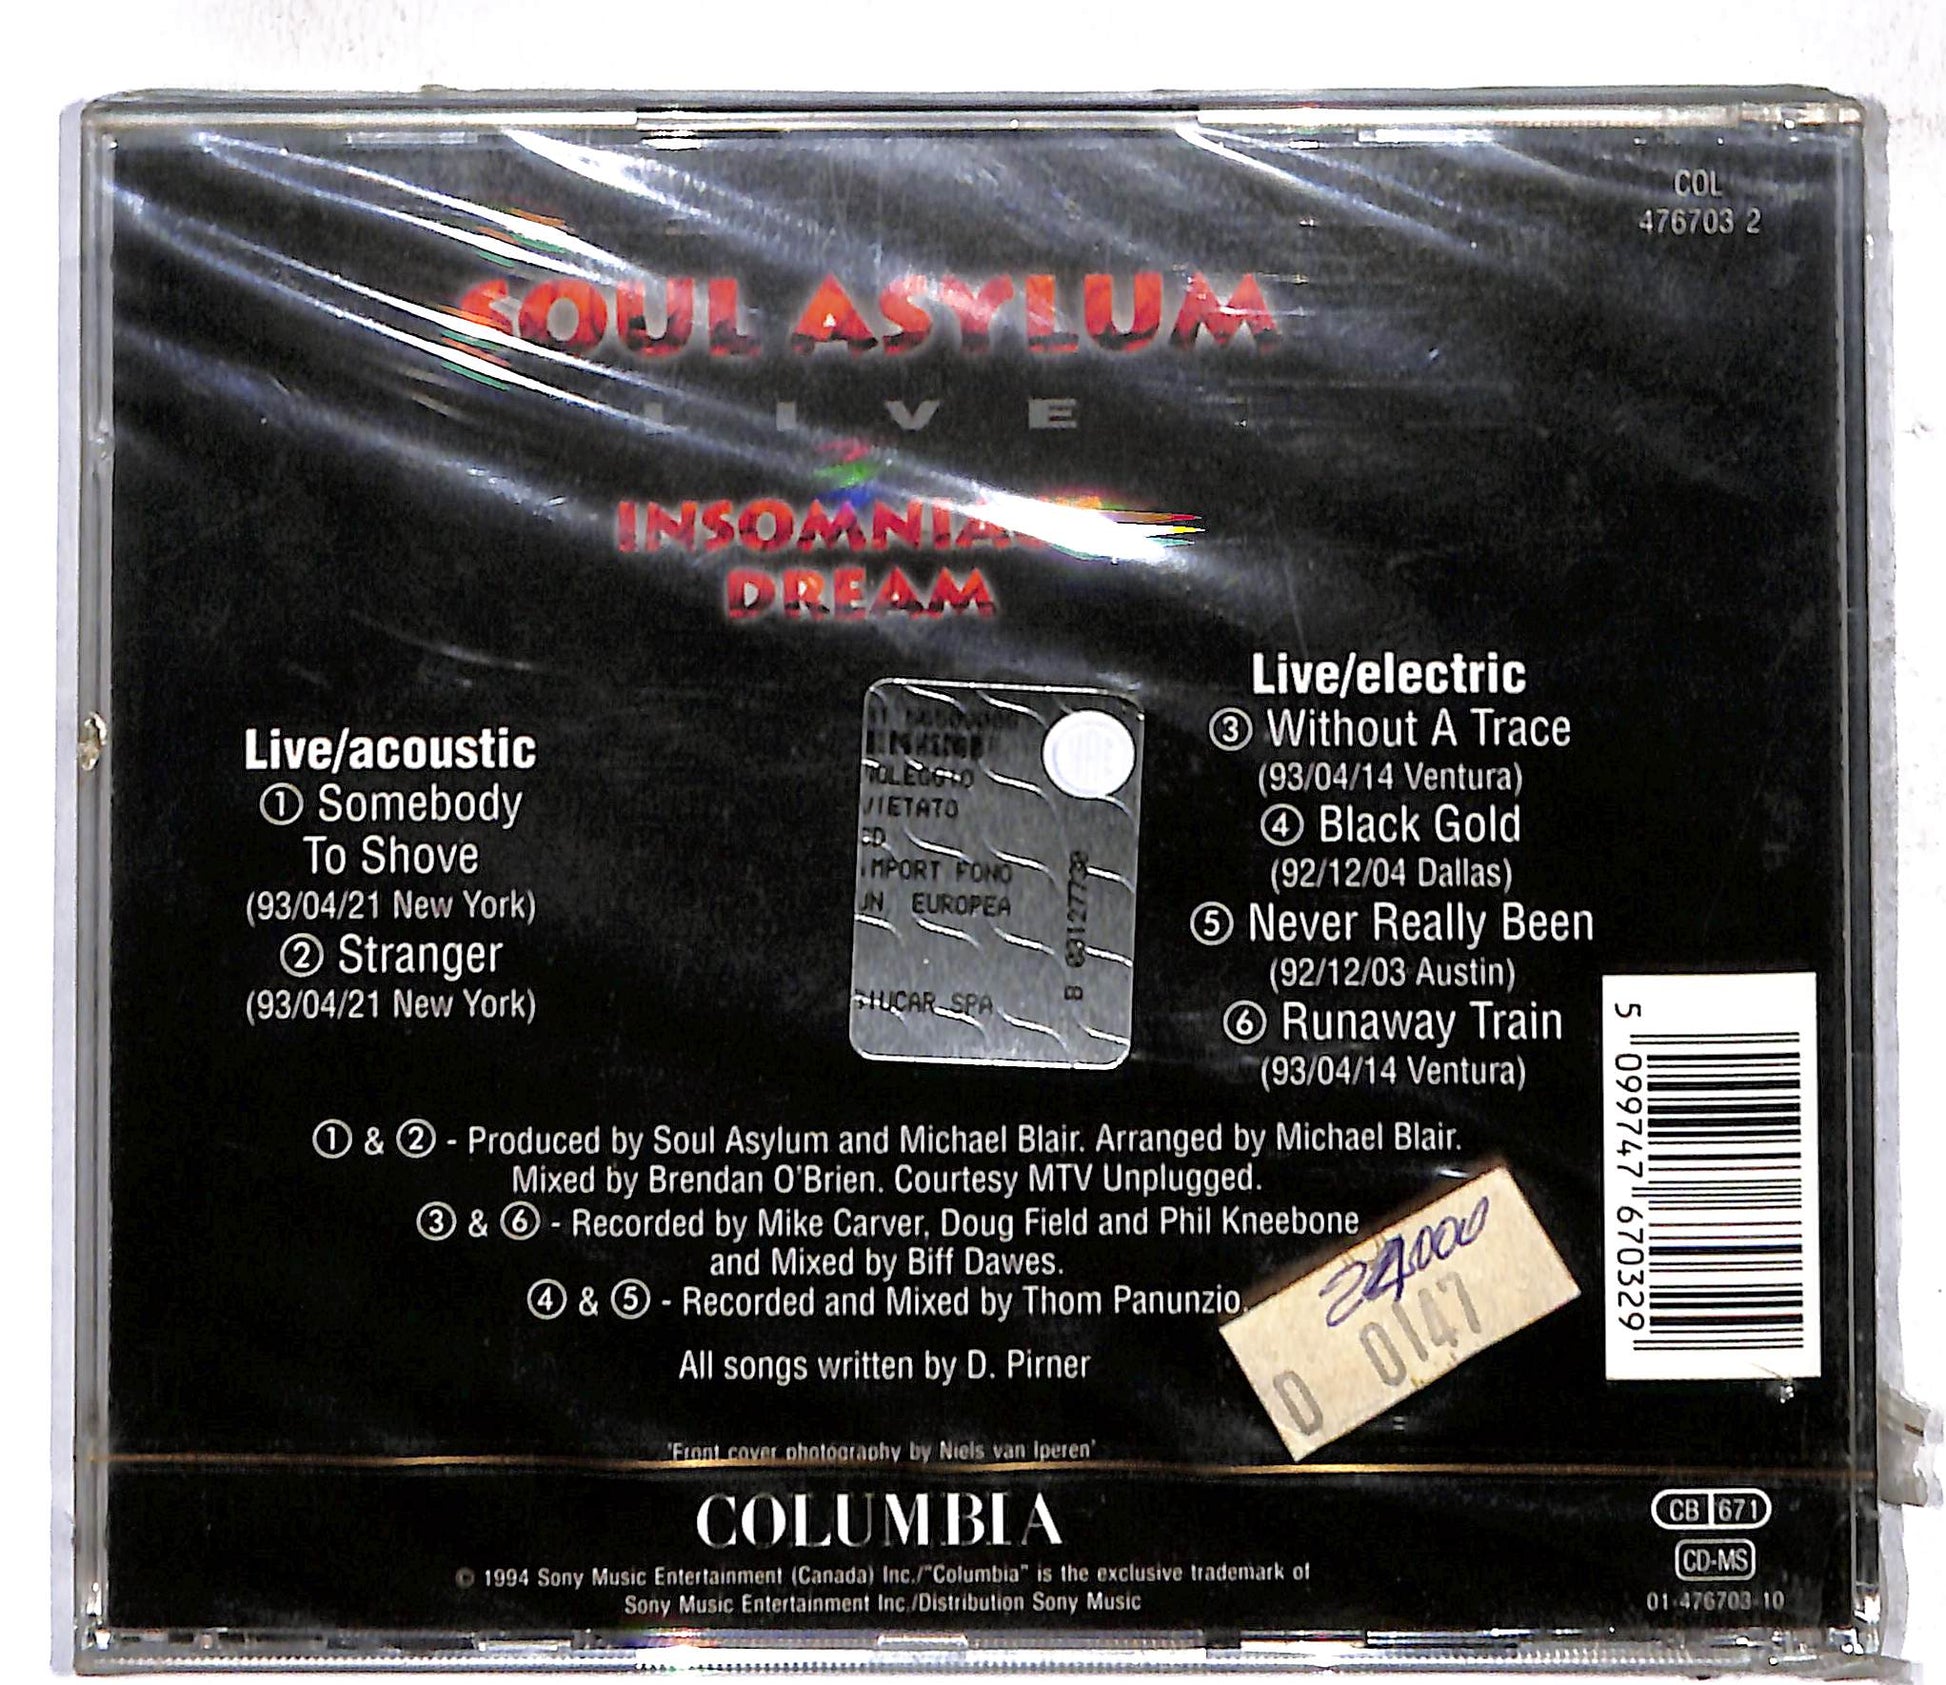 COL
476703 2
SOUL ASYLUM
LIVE
INSOMNIA
DREAM
Live/acoustic
① Somebody
To Shove
(93/04/21 New York)
② Stranger
(93/04/21 New York)
VIETATO
CD
IMPORT FONO
UN EUROPEA
SPA
Live/electric
③ Without A Trace
(93/04/14 Ventura)
④ Black Gold
(92/12/04 Dallas)
⑤ Never Really Been
(92/12/03 Austin)
⑥ Runaway Train
(93/04/14 Ventura)
5 099747 670329
① & ② - Produced by Soul Asylum and Michael Blair. Arranged by Michael Blair.
Mixed by Brendan O'Brien. Courtesy MTV Unplugged.
③ & ⑥ - Recorded by Mike Carver, Doug Field and Phil Kneebone
and Mixed by Biff Dawes.
④ & ⑤ - Recorded and Mixed by Thom Panunzio.
D 0147
All songs written by D. Pirner
'Front cover photography by Niels van Iperen'
COLUMBIA
© 1994 Sony Music Entertainment (Canada) Inc./"Columbia" is the exclusive trademark of
Sony Music Entertainment Inc./Distribution Sony Music
CB 671
CD-MS
01-476703-10